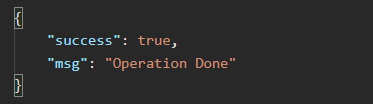 {
    "success": true,
    "msg": "Operation Done"
}